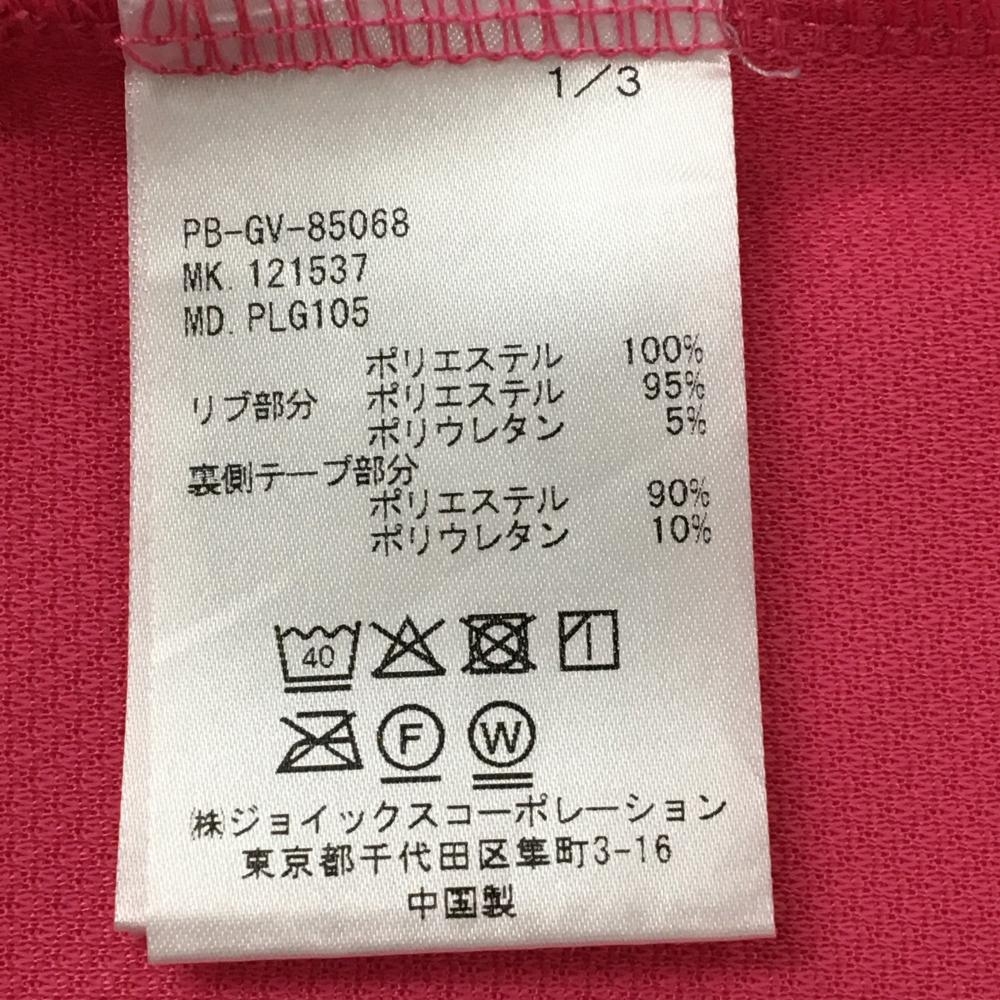 1/3
PB-GV-85068
MK. 121537
MD. PLG105
ポリエステル 100%
リブ部分 ポリエステル 95%
ポリウレタン 5%
裏側テープ部分
ポリエステル 90%
ポリウレタン 10%
40
F W
㈱ジョイックスコーポレーション
東京都千代田区隼町3-16
中国製